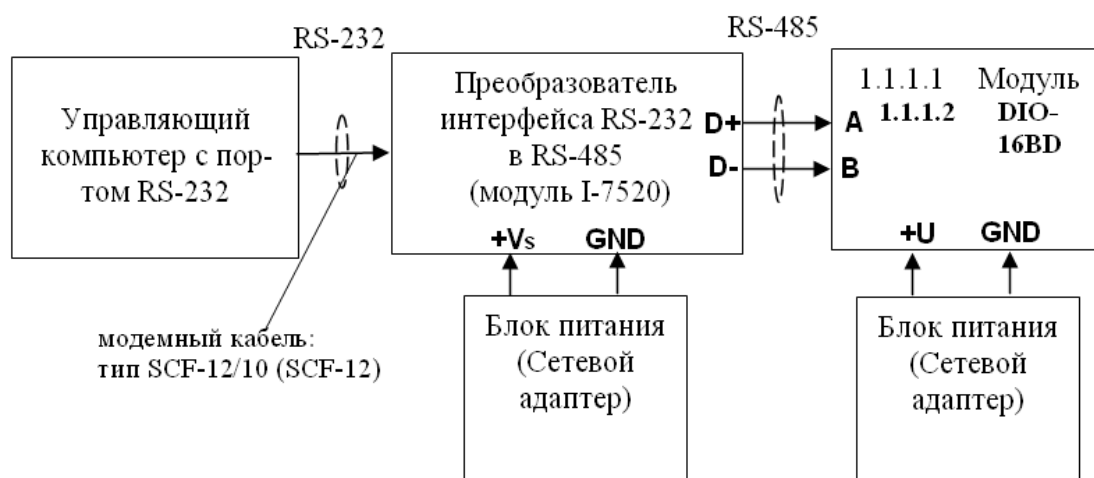 RS-232
RS-485
Управляющий
компьютер с пор-
том RS-232
Преобразователь
интерфейса RS-232
в RS-485
(модуль I-7520)
D+
D-
+Vs
GND
1.1.1.1 Модуль
1.1.1.2 DIO-
16BD
A
B
+U
GND
модемный кабель:
тип SCF-12/10 (SCF-12)
Блок питания
(Сетевой
адаптер)
Блок питания
(Сетевой
адаптер)